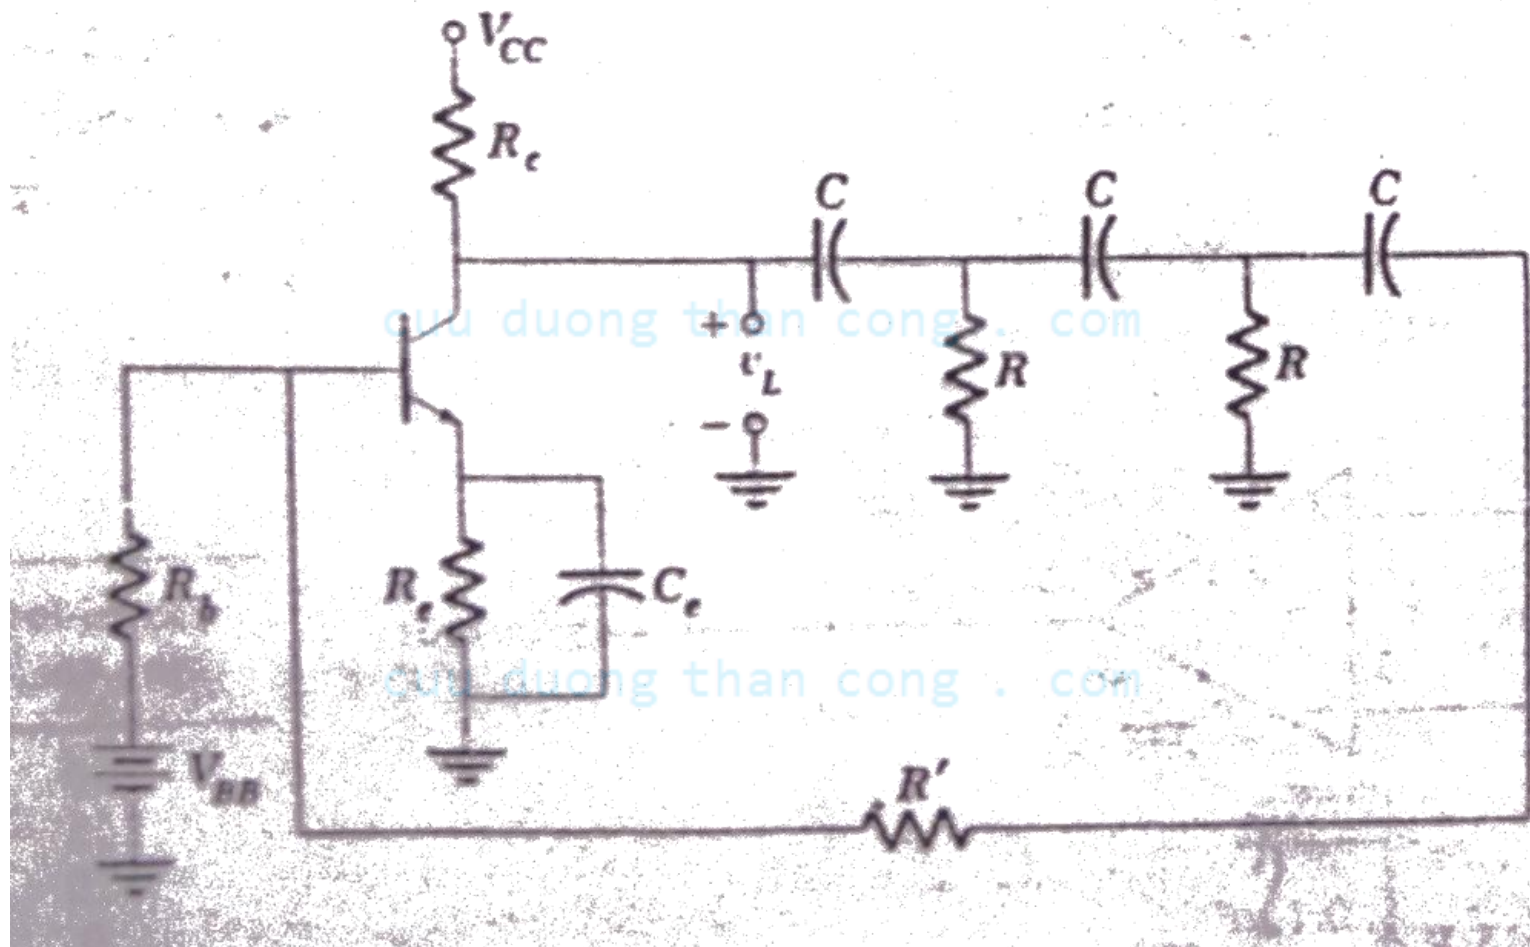 V_CC
R_c
C
C
C
cuu duong than cong . com
+
v_L
−
R
R
R_b
R_e
C_e
cuu duong than cong . com
V_BB
R′